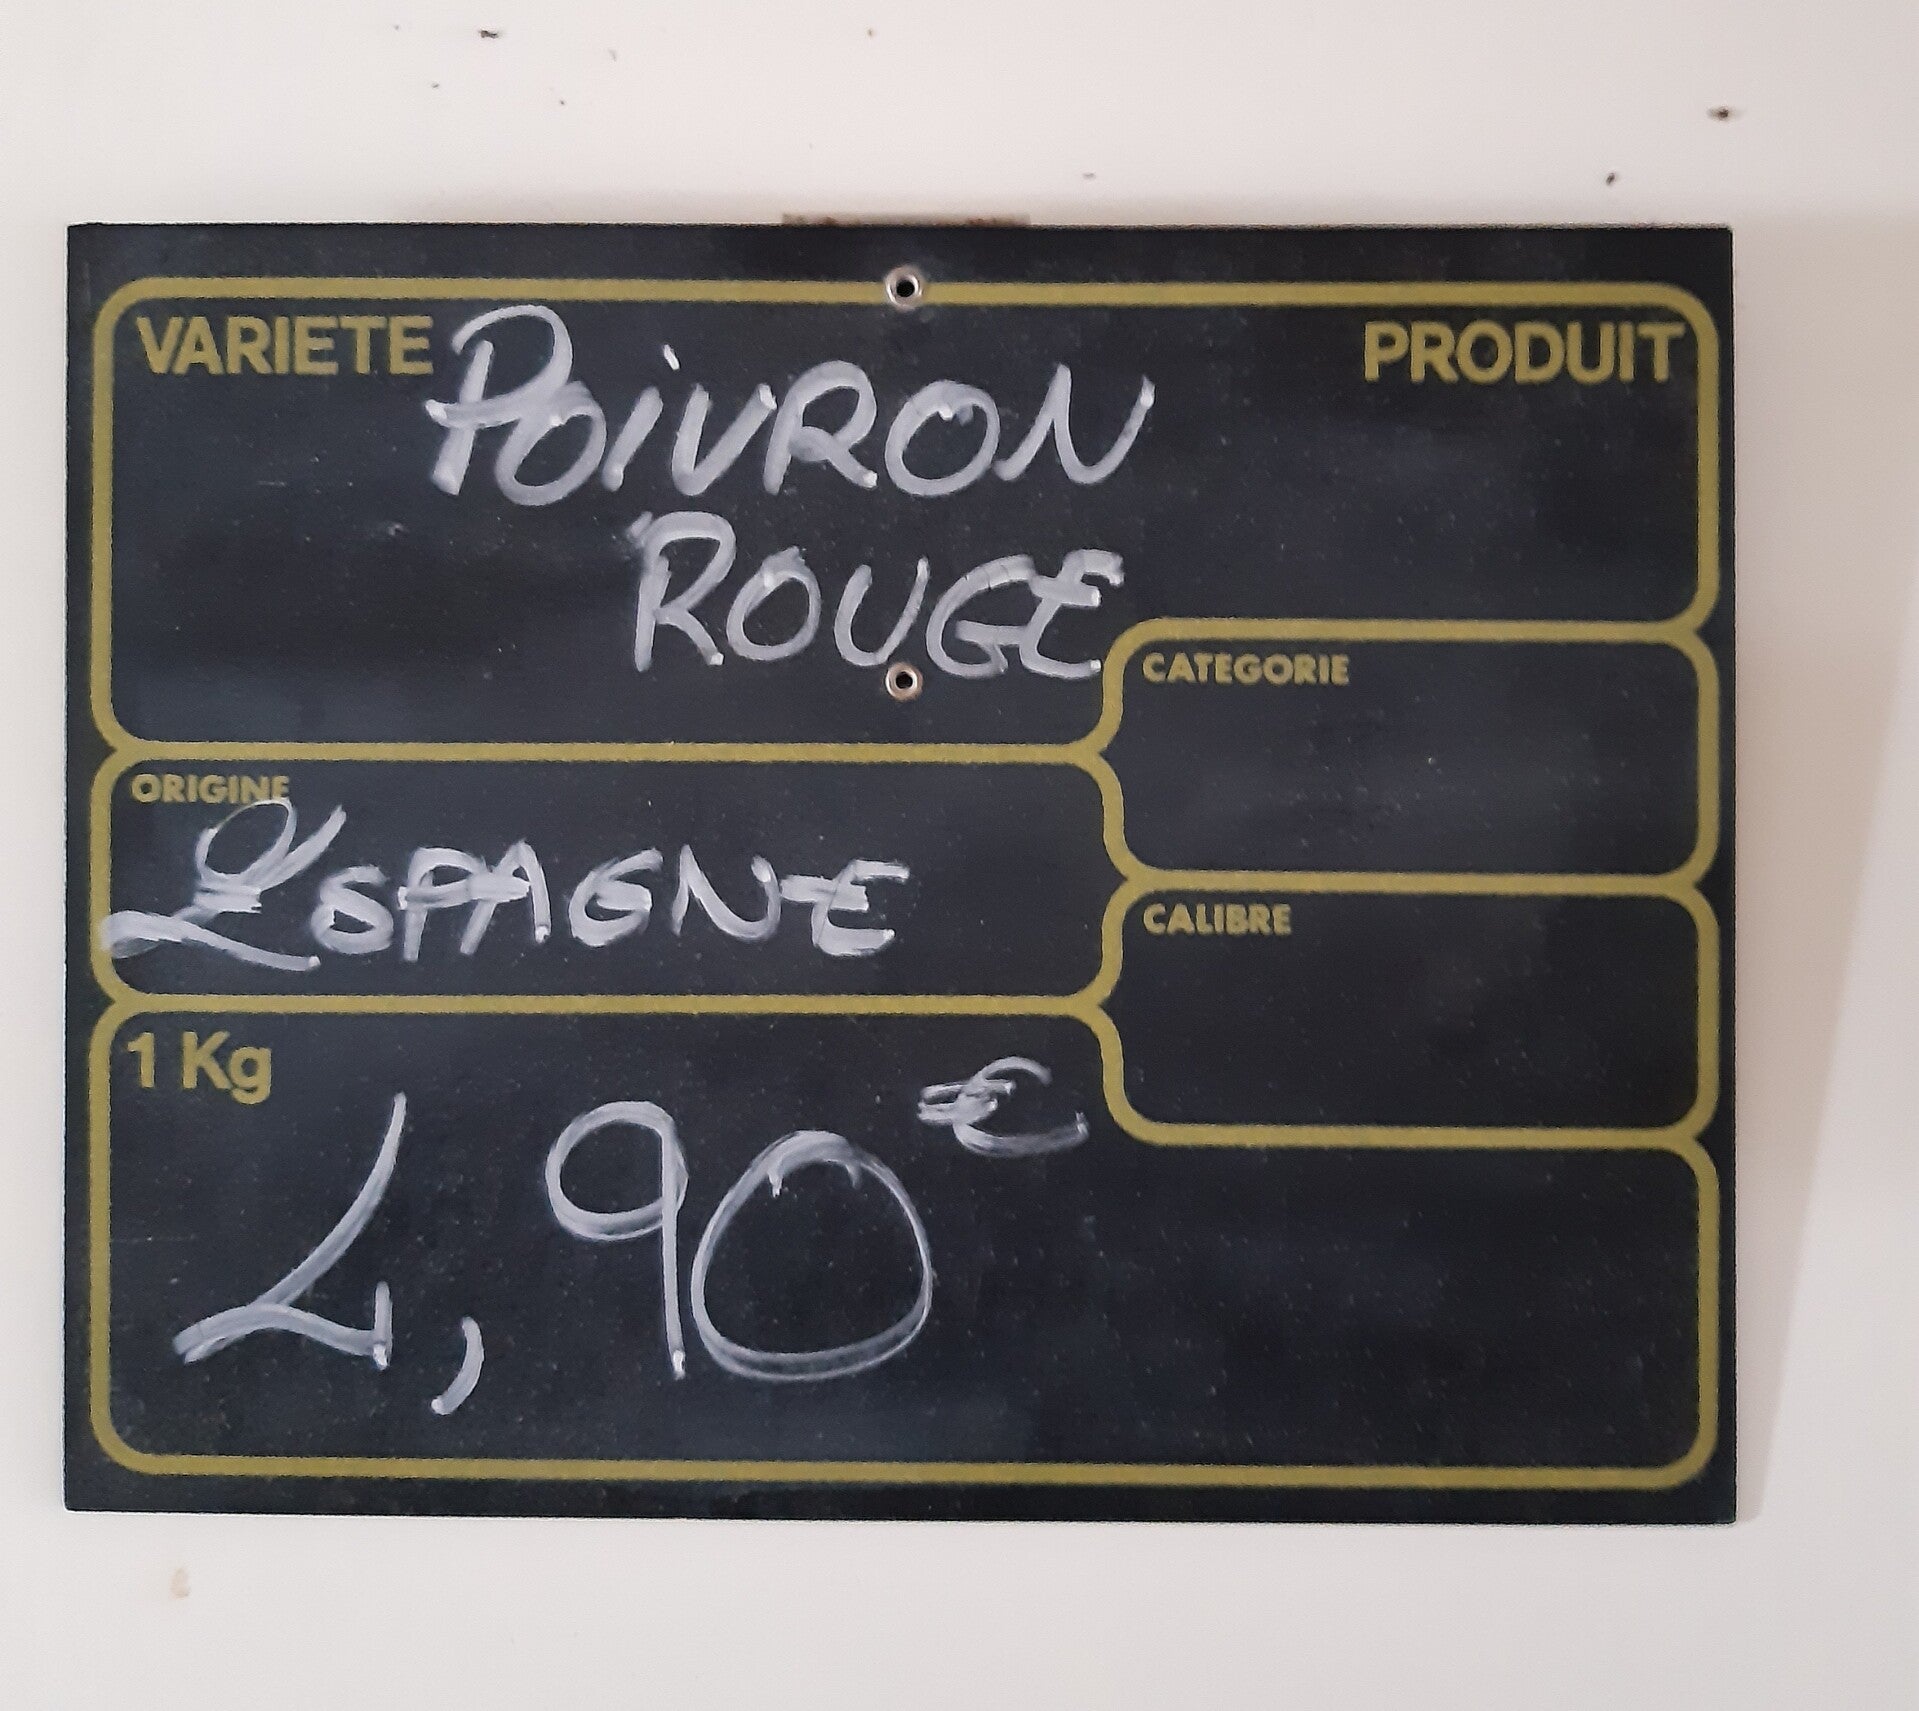 VARIETE
PRODUIT
POIVRON
ROUGE
CATEGORIE
ORIGINE
ESPAGNE
CALIBRE
1 Kg
4,90€